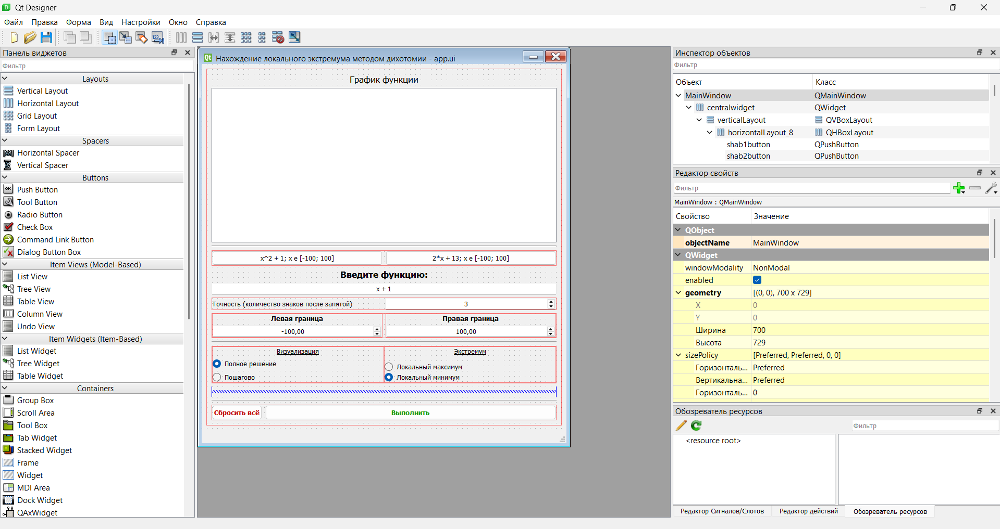 Qt Designer
Файл Правка Форма Вид Настройки Окно Справка
Панель виджетов
Фильтр
Layouts
Vertical Layout
Horizontal Layout
Grid Layout
Form Layout
Spacers
Horizontal Spacer
Vertical Spacer
Buttons
Push Button
Tool Button
Radio Button
Check Box
Command Link Button
Dialog Button Box
Item Views (Model-Based)
List View
Tree View
Table View
Column View
Undo View
Item Widgets (Item-Based)
List Widget
Tree Widget
Table Widget
Containers
Group Box
Scroll Area
Tool Box
Tab Widget
Stacked Widget
Frame
Widget
MDI Area
Dock Widget
QAxWidget
Нахождение локального экстремума методом дихотомии - app.ui
График функции
x^2 + 1; x e [-100; 100] 2*x + 13; x e [-100; 100]
Введите функцию:
x + 1
Точность (количество знаков после запятой) 3
Левая граница Правая граница
-100,00 100,00
Визуализация Экстремум
Полное решение
Локальный максимум
Пошагово
Локальный минимум
Сбросить всё Выполнить
Инспектор объектов
Фильтр
Объект Класс
MainWindow QMainWindow
centralwidget QWidget
verticalLayout QVBoxLayout
horizontalLayout_8 QHBoxLayout
shab1button QPushButton
shab2button QPushButton
Редактор свойств
Фильтр
MainWindow : QMainWindow
Свойство Значение
QObject
objectName MainWindow
QWidget
windowModality NonModal
enabled
geometry [(0, 0), 700 x 729]
X 0
Y 0
Ширина 700
Высота 729
sizePolicy [Preferred, Preferred, 0, 0]
Горизонталь... Preferred
Вертикальна... Preferred
Горизонталь... 0
Обозреватель ресурсов
Фильтр
<resource root>
Редактор Сигналов/Слотов Редактор действий Обозреватель ресурсов